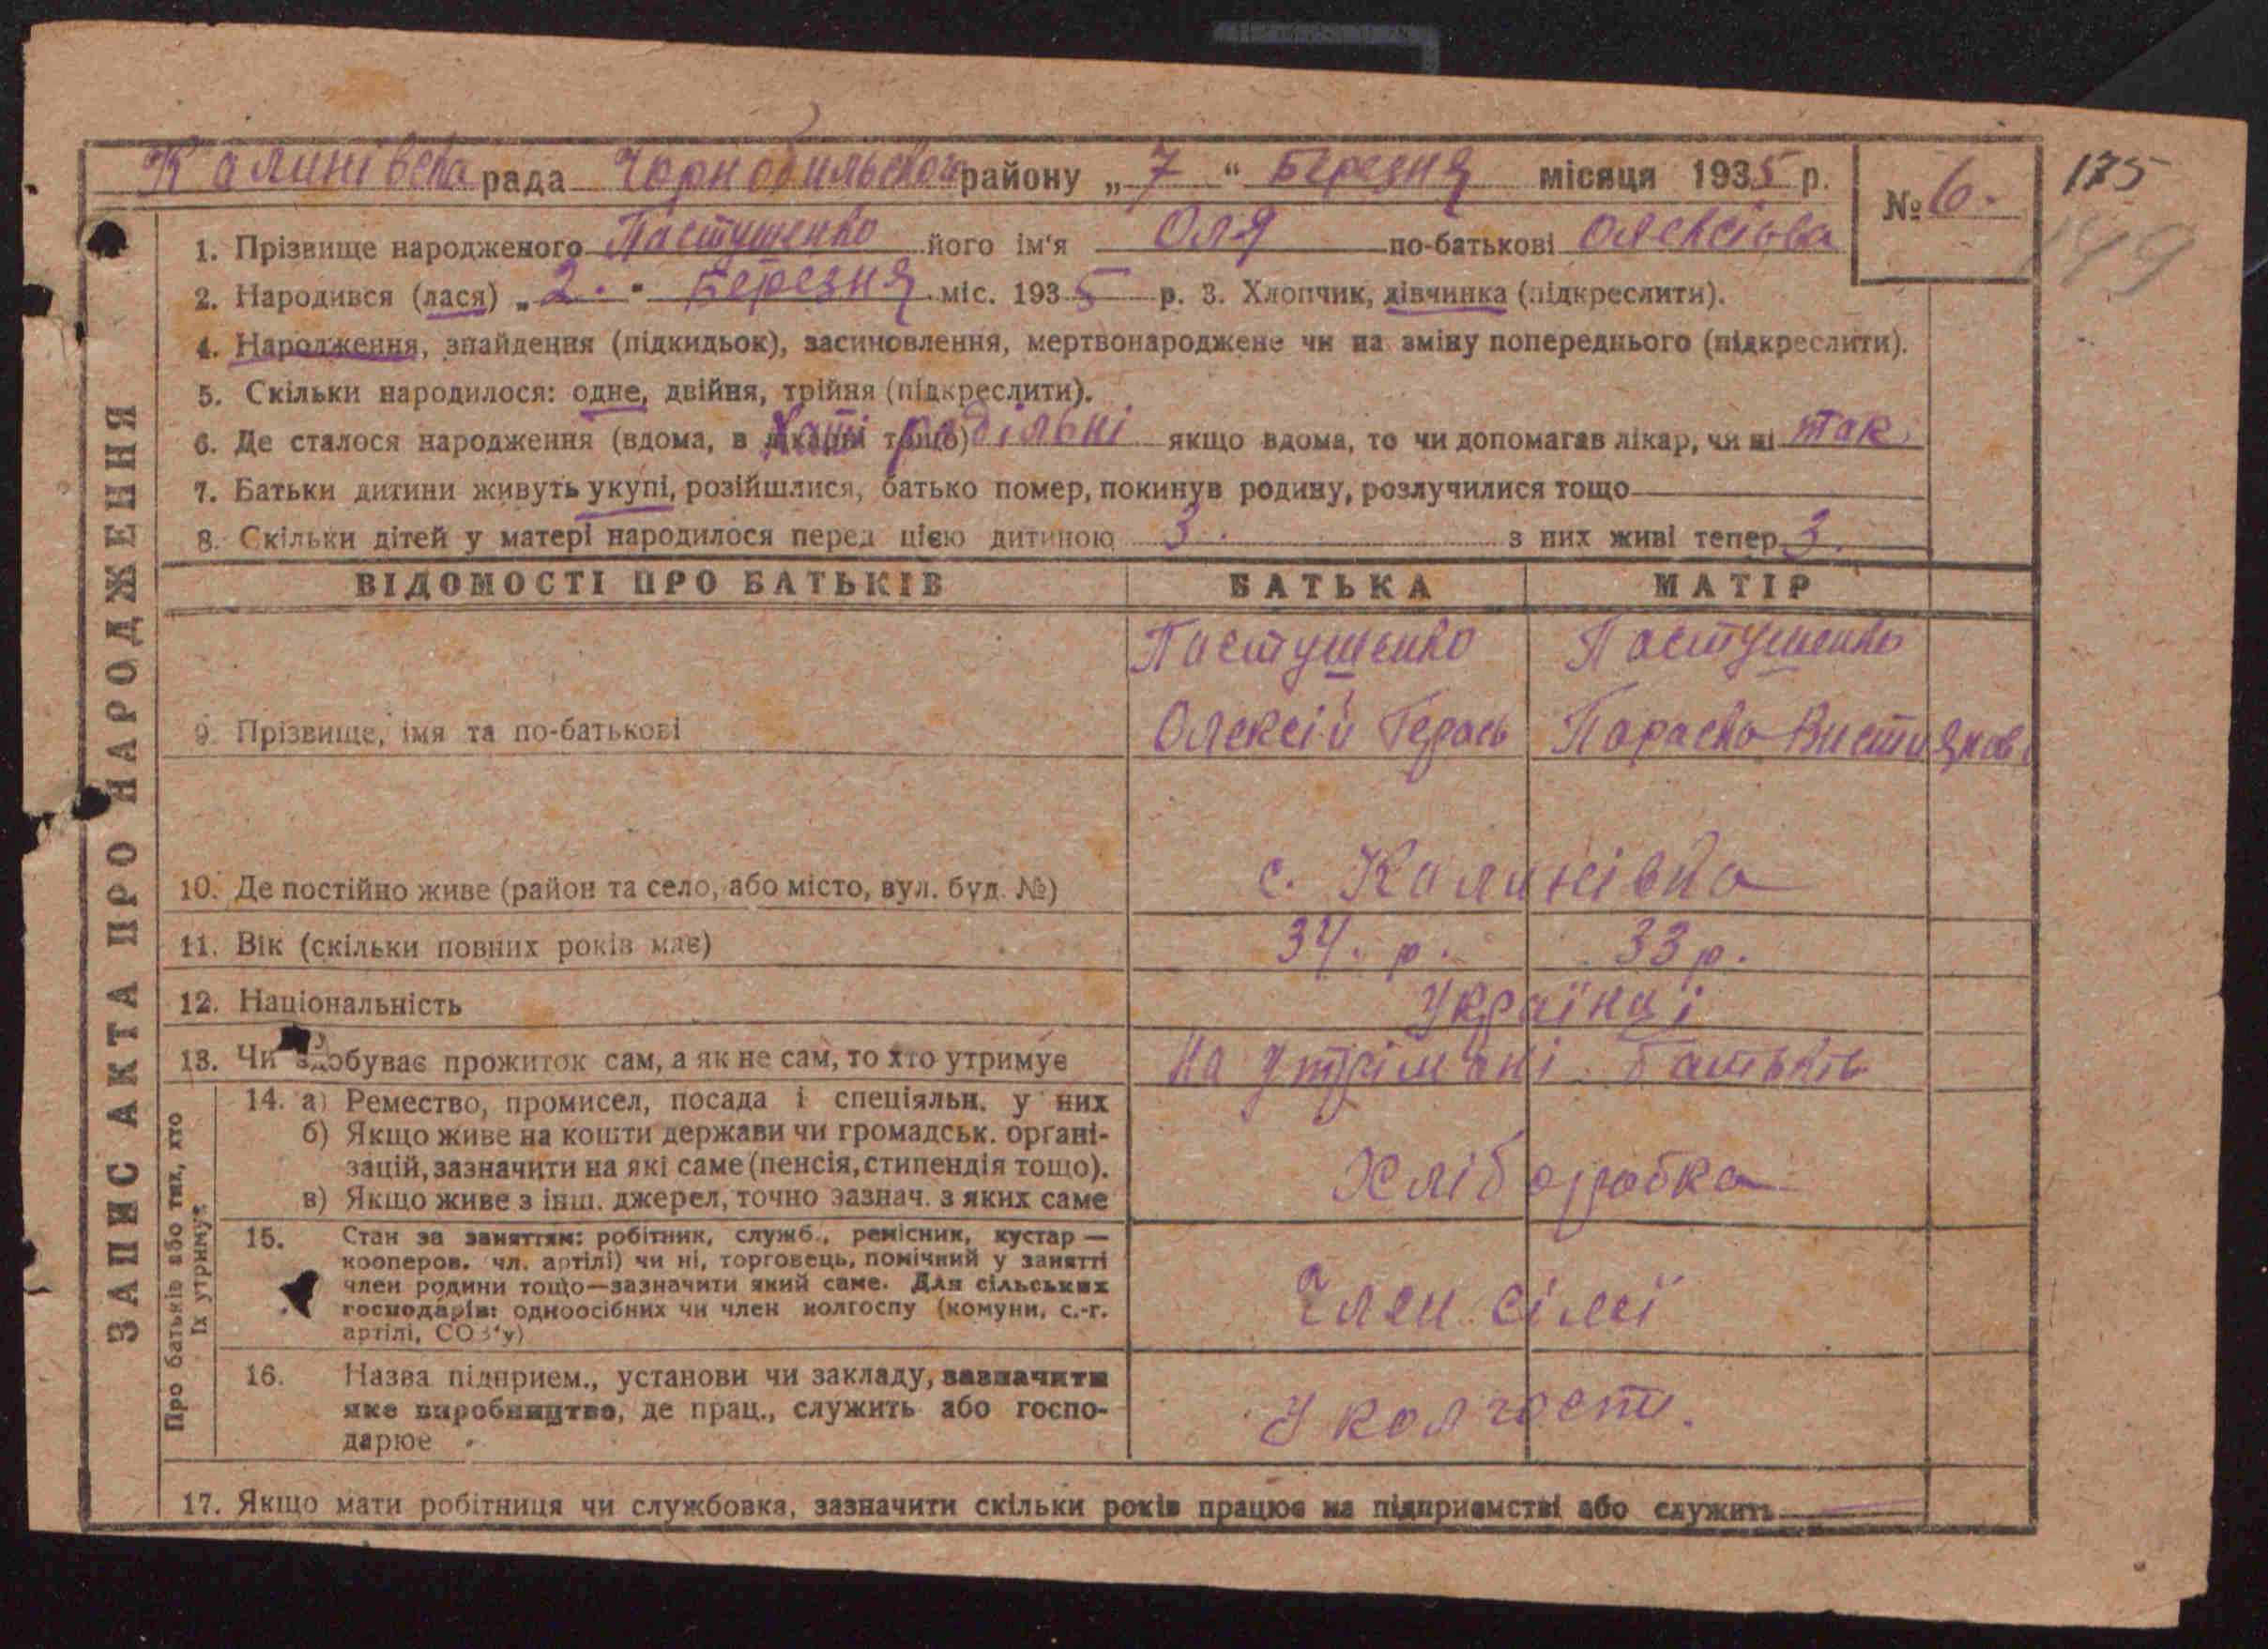 Калинівська рада Чорнобильського району „ 7 “ Березня місяця 1935 р.
№ 6.
175
149
1. Прізвище народженого Пастушенко його ім‘я Оля по-батькові Олексіова
2. Народився (лася) „ 2. “ Березня міс. 1935 р. 3. Хлопчик, дівчинка (підкреслити).
4. Народження, знайдення (підкидьок), засиновлення, мертвонароджене чи на зміну попереднього (підкреслити).
5. Скільки народилося: одне, двійня, трійня (підкреслити).
6. Де сталося народження (вдома, в лікарні тощо) Хаті родільні якщо вдома, то чи допомагав лікар, чи ні так
7. Батьки дитини живуть укупі, розійшлися, батько помер, покинув родину, розлучилися тощо
8. Скільки дітей у матері народилося перед цією дитиною 3. з них живі тепер 3.
ЗАПИС АКТА ПРО НАРОДЖЕННЯ
ВІДОМОСТІ ПРО БАТЬКІВ БАТЬКА МАТІР
Пастушенко Пастушенко
9. Прізвище, імя та по-батькові Олексій Герась Параска
10. Де постійно живе (район та село, або місто, вул. буд. №) с. Калинівка
11. Вік (скільки повних років має) 34. р. 33 р.
12. Національність Українці
13. Чи здобуває прожиток сам, а як не сам, то хто утримує На утрімані батьків
Про батьків або тих, хто
їх утримує
14. а) Ремество, промисел, посада і спеціяльн. у них
б) Якщо живе на кошти держави чи громадськ. орґані-
зацій, зазначити на які саме (пенсія, стипендія тощо).
в) Якщо живе з інш. джерел, точно зазнач. з яких саме
Хліборобка
15. Стан за заняттям: робітник, служб., ремісник, кустар —
кооперов. чл. артілі) чи ні, торговець, помічний у занятті
член родини тощо—зазначити який саме. Для сільських
господарів: одноосібних чи член колгоспу (комуни, с.-г.
артілі, СОЗ‘у)
Член сімї
16. Назва підприєм., установи чи закладу, зазначити
яке виробництво, де прац., служить або госпо-
дарює
У колгоспи.
17. Якщо мати робітниця чи службовка, зазначити скільки років працює на підприємстві або служить